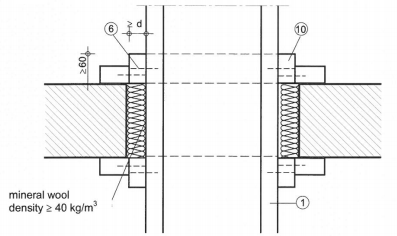 ≥ d
6
10
≥60
mineral wool
density ≥ 40 kg/m³
1